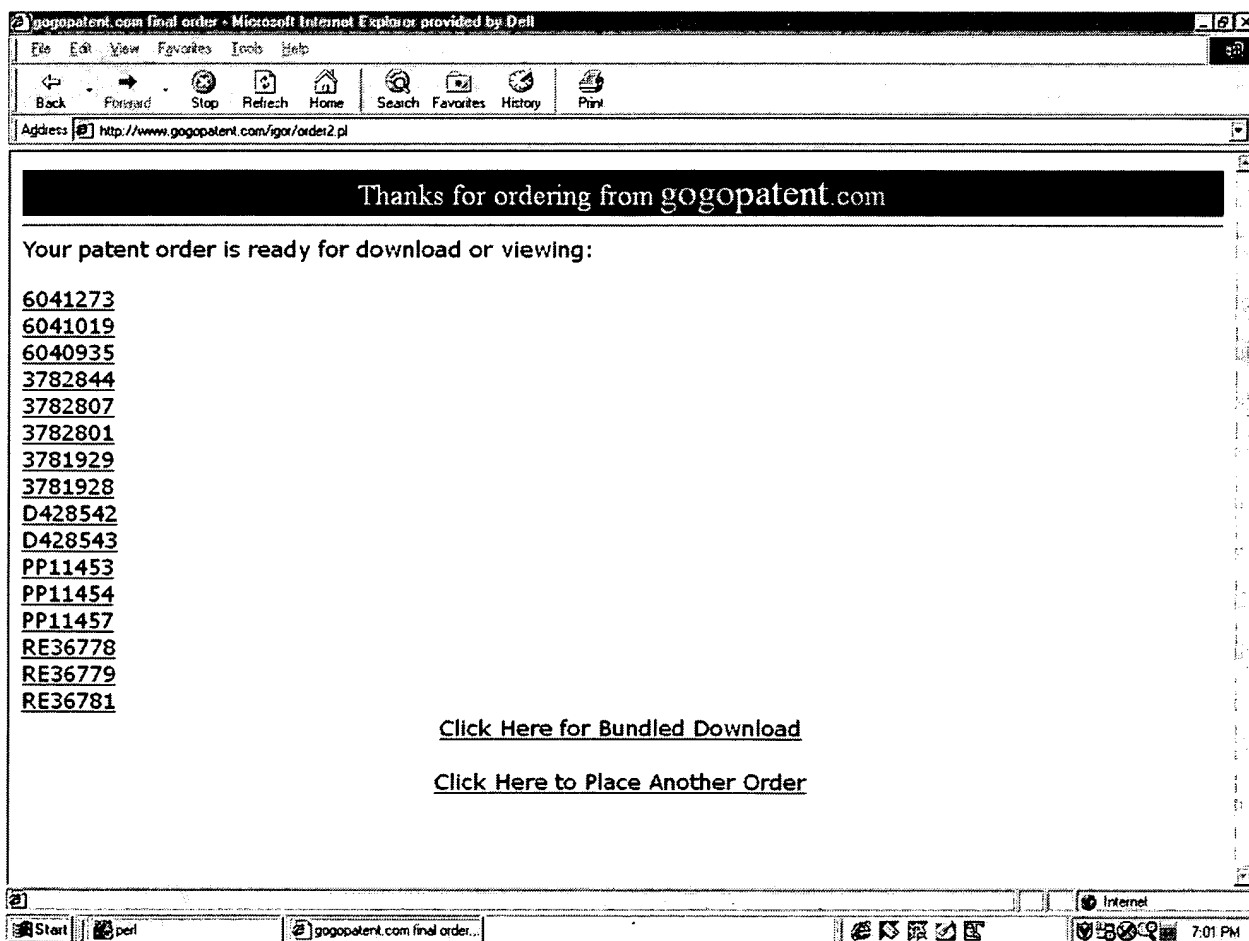 gogopatent.com final order - Microsoft Internet Explorer provided by Dell
File Edit View Favorites Tools Help
Back Forward Stop Refresh Home Search Favorites History Print
Address http://www.gogopatent.com/igor/order2.pl
Thanks for ordering from gogopatent.com
Your patent order is ready for download or viewing:
6041273
6041019
6040935
3782844
3782807
3782801
3781929
3781928
D428542
D428543
PP11453
PP11454
PP11457
RE36778
RE36779
RE36781
Click Here for Bundled Download
Click Here to Place Another Order
Internet
Start perl gogopatent.com final order... 7:01 PM